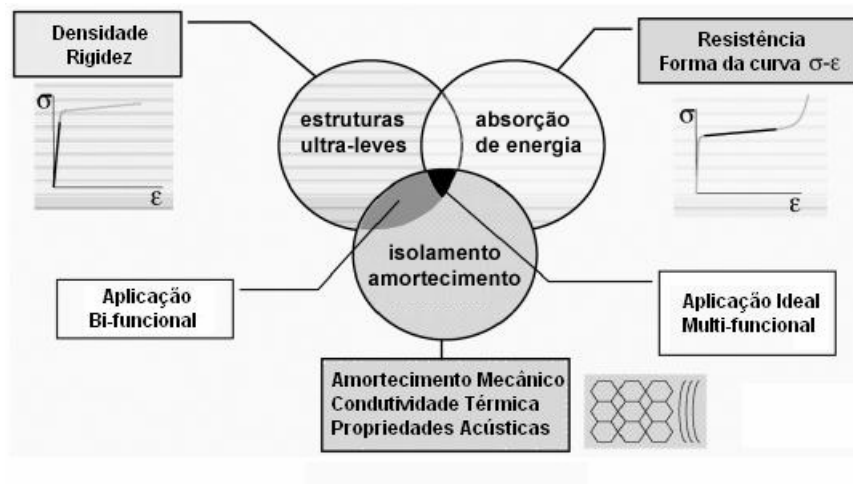 Densidade
Rigidez
Resistência
Forma da curva σ-ε
σ
ε
estruturas
ultra-leves
absorção
de energia
σ
ε
isolamento
amortecimento
Aplicação
Bi-funcional
Aplicação Ideal
Multi-funcional
Amortecimento Mecânico
Condutividade Térmica
Propriedades Acústicas